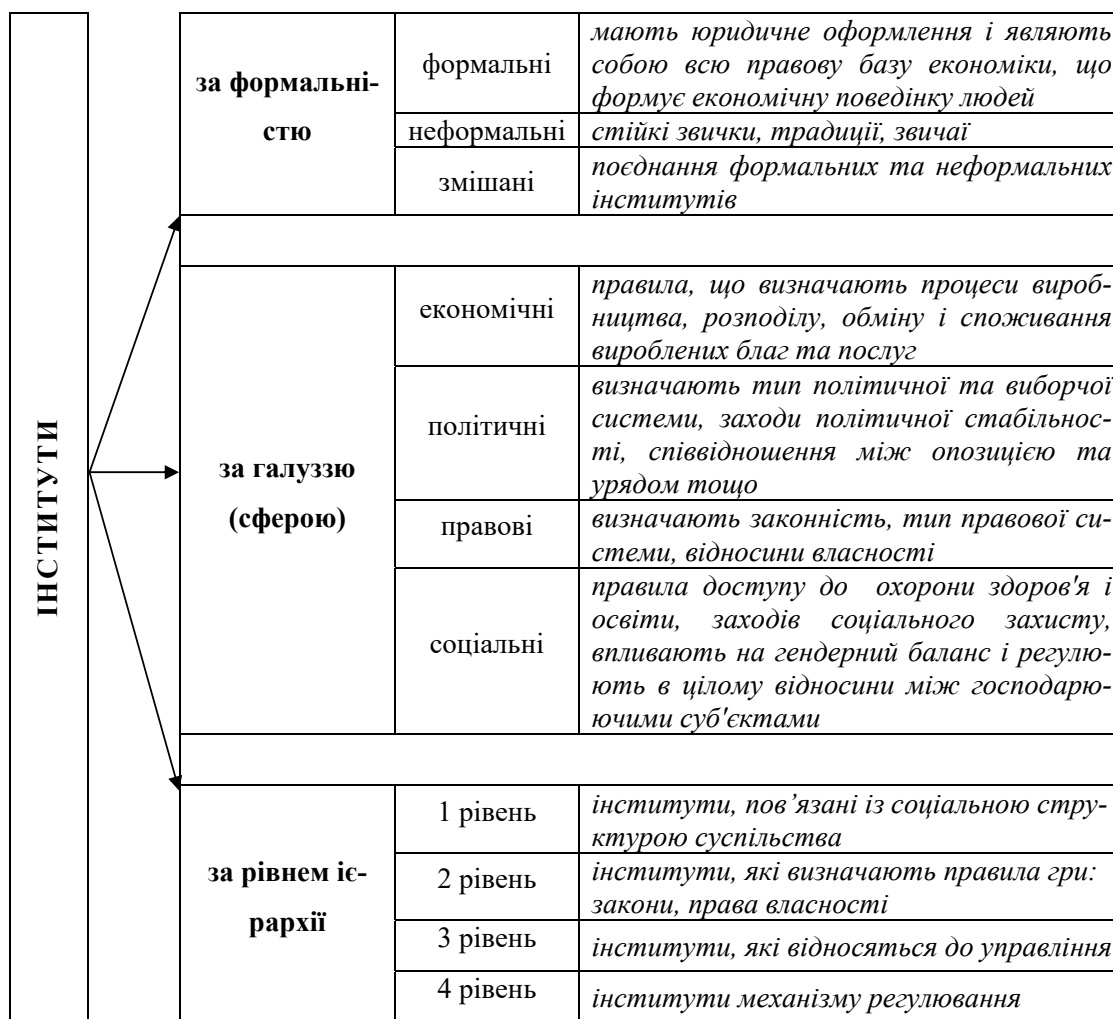 ІНСТИТУТИ
за формальні-
стю
формальні
мають юридичне оформлення і являють
собою всю правову базу економіки, що
формує економічну поведінку людей
неформальні
стійкі звички, традиції, звичаї
змішані
поєднання формальних та неформальних
інститутів
за галуззю
(сферою)
економічні
правила, що визначають процеси вироб-
ництва, розподілу, обміну і споживання
вироблених благ та послуг
політичні
визначають тип політичної та виборчої
системи, заходи політичної стабільнос-
ті, співвідношення між опозицією та
урядом тощо
правові
визначають законність, тип правової си-
стеми, відносини власності
соціальні
правила доступу до охорони здоров'я і
освіти, заходів соціального захисту,
впливають на гендерний баланс і регулю-
ють в цілому відносини між господарю-
ючими суб'єктами
за рівнем іє-
рархії
1 рівень
інститути, пов’язані із соціальною стру-
ктурою суспільства
2 рівень
інститути, які визначають правила гри:
закони, права власності
3 рівень
інститути, які відносяться до управління
4 рівень
інститути механізму регулювання